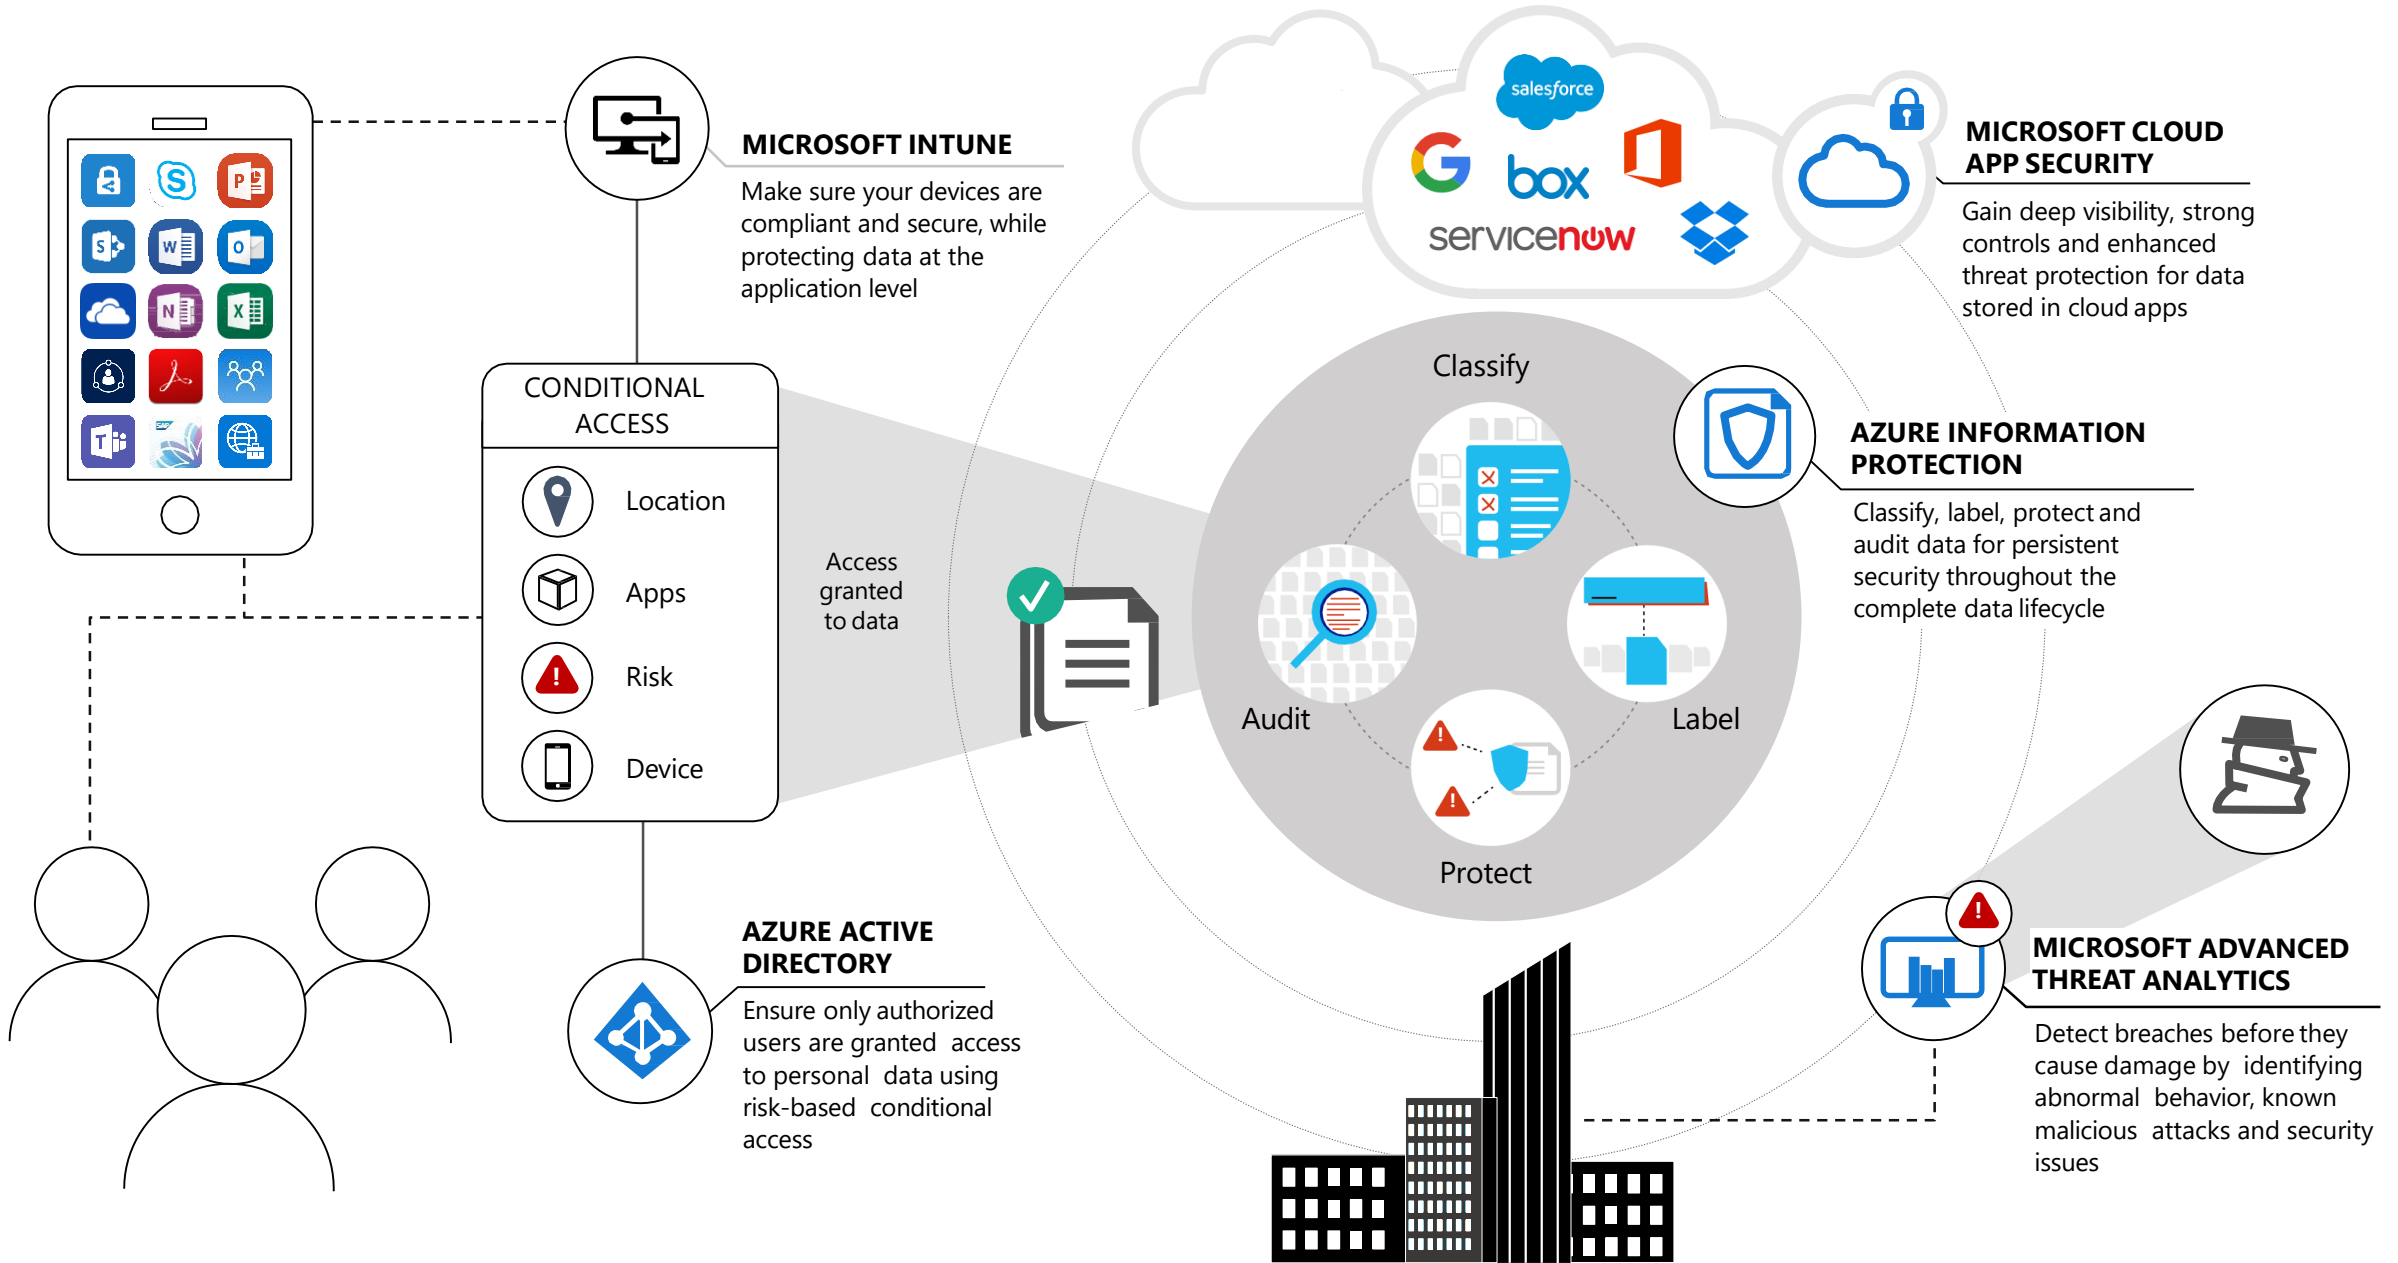 MICROSOFT INTUNE
Make sure your devices are
compliant and secure, while
protecting data at the
application level
CONDITIONAL
ACCESS
Location
Apps
Risk
Device
Access
granted
to data
AZURE ACTIVE
DIRECTORY
Ensure only authorized
users are granted access
to personal data using
risk-based conditional
access
salesforce
G
box
servicenow
MICROSOFT CLOUD
APP SECURITY
Gain deep visibility, strong
controls and enhanced
threat protection for data
stored in cloud apps
Classify
Audit
Label
Protect
AZURE INFORMATION
PROTECTION
Classify, label, protect and
audit data for persistent
security throughout the
complete data lifecycle
MICROSOFT ADVANCED
THREAT ANALYTICS
Detect breaches before they
cause damage by identifying
abnormal behavior, known
malicious attacks and security
issues
S
P
S
W
O
N
X
T
SAP